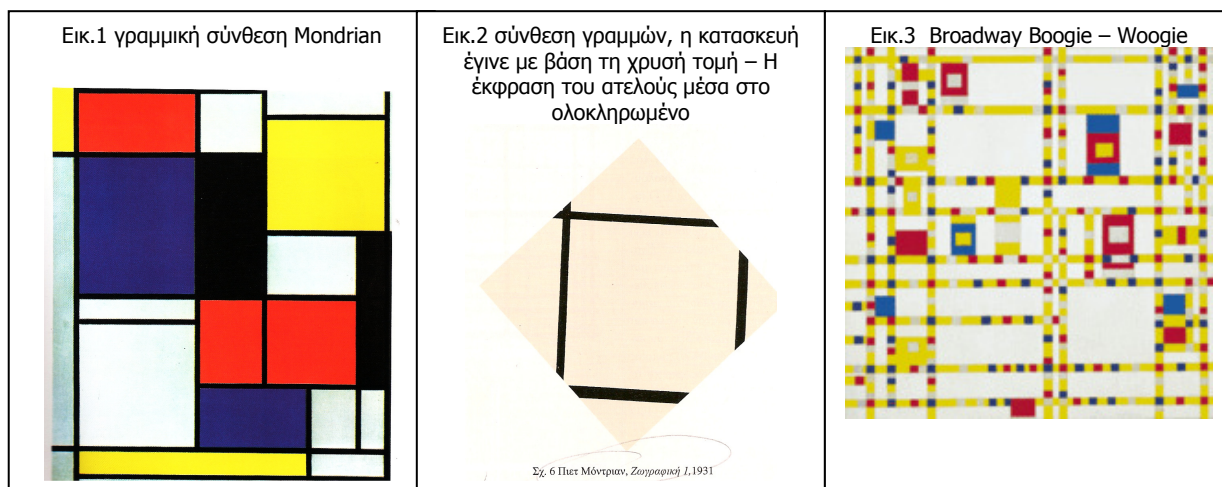 Εικ.1 γραμμική σύνθεση Mondrian
Εικ.2 σύνθεση γραμμών, η κατασκευή
έγινε με βάση τη χρυσή τομή – Η
έκφραση του ατελούς μέσα στο
ολοκληρωμένο
Σχ. 6 Πιετ Μόντριαν, Ζωγραφική 1,1931
Εικ.3 Broadway Boogie – Woogie